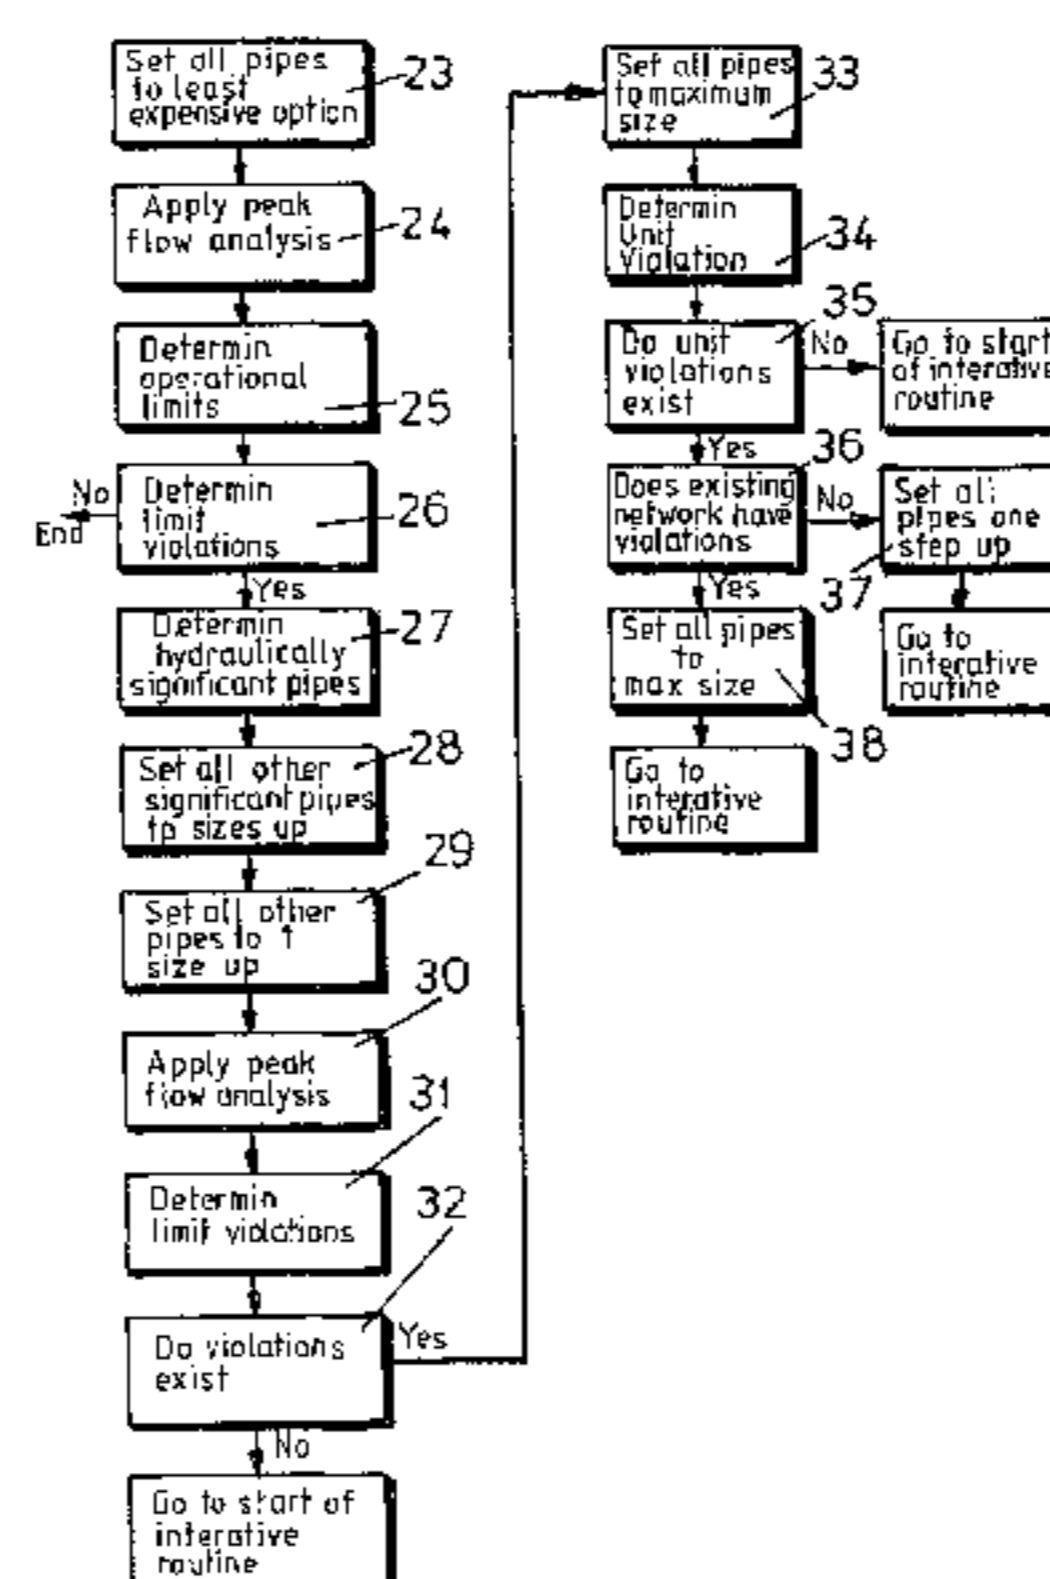 Set all pipes
to least
expensive option
23
Apply peak
flow analysis
24
Determin
operational
limits
25
Determin
limit
violations
26
No
End
Yes
Determin
hydraulically
significant pipes
27
Set all other
significant pipes
tp sizes up
28
Set all other
pipes to 1
size up
29
Apply peak
flow analysis
30
Determin
limit violations
31
Do violations
exist
32
Yes
No
Go to start of
interative
routine
Set all pipes
to maximum
size
33
Determin
Unit
Violation
34
Do unit
violations
exist
35
No
Go to start
of interative
routine
Yes
Does existing
network have
violations
36
No
Set all
pipes one
step up
37
Go to
interative
routine
Yes
Set all pipes
to
max size
38
Go to
interative
routine